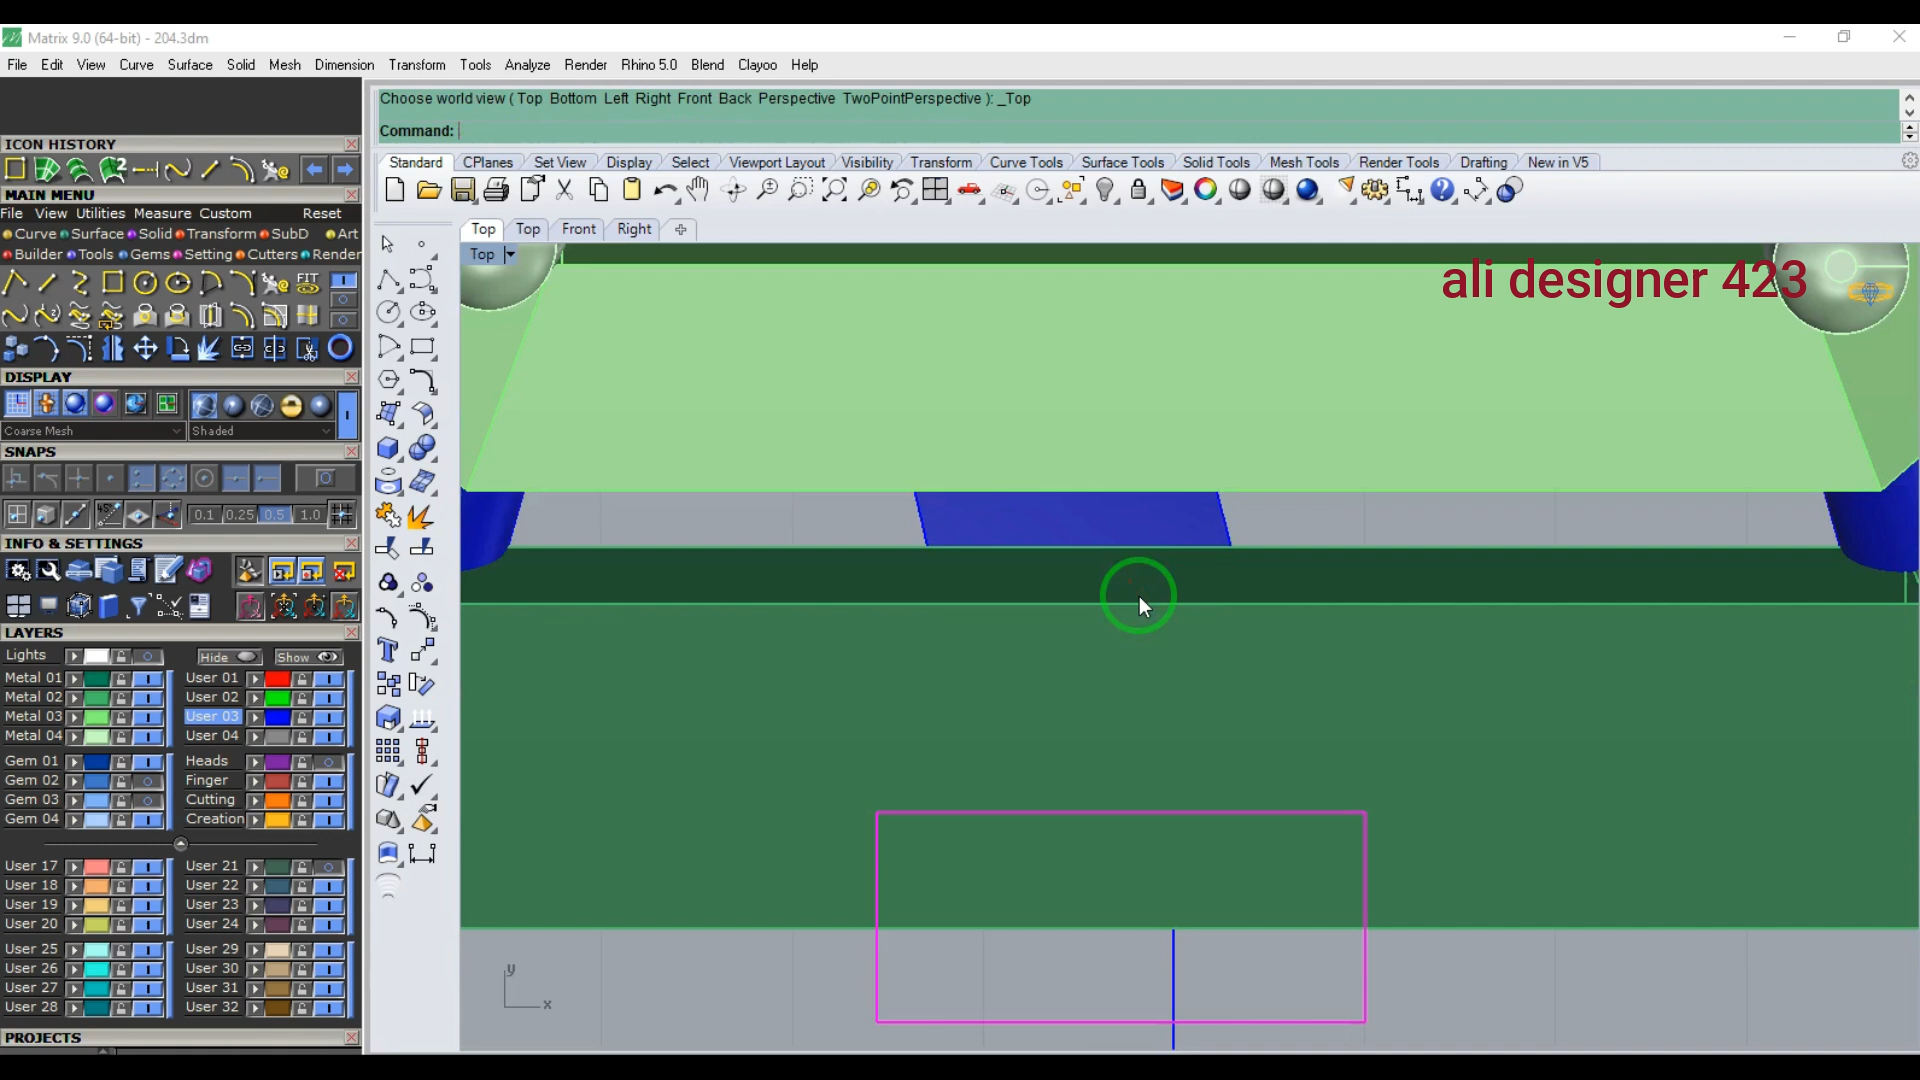 Matrix 9.0 (64-bit) - 204.3dm
File Edit View Curve Surface Solid Mesh Dimension Transform Tools Analyze Render Rhino 5.0 Blend Clayoo Help
Choose world view ( Top Bottom Left Right Front Back Perspective TwoPointPerspective ): _Top
Command:
ICON HISTORY
Standard CPlanes Set View Display Select Viewport Layout Visibility Transform Curve Tools Surface Tools Solid Tools Mesh Tools Render Tools Drafting New in V5
MAIN MENU
File View Utilities Measure Custom Reset
Curve Surface Solid Transform SubD Art
Builder Tools Gems Setting Cutters Render
FIT
Top Top Front Right
Top
ali designer 423
DISPLAY
Coarse Mesh Shaded
SNAPS
45°
0.1 0.25 0.5 1.0
INFO & SETTINGS
LAYERS
Lights Hide Show
Metal 01 User 01
Metal 02 User 02
Metal 03 User 03
Metal 04 User 04
Gem 01 Heads
Gem 02 Finger
Gem 03 Cutting
Gem 04 Creation
User 17 User 21
User 18 User 22
User 19 User 23
User 20 User 24
User 25 User 29
User 26 User 30
User 27 User 31
User 28 User 32
PROJECTS
y
x